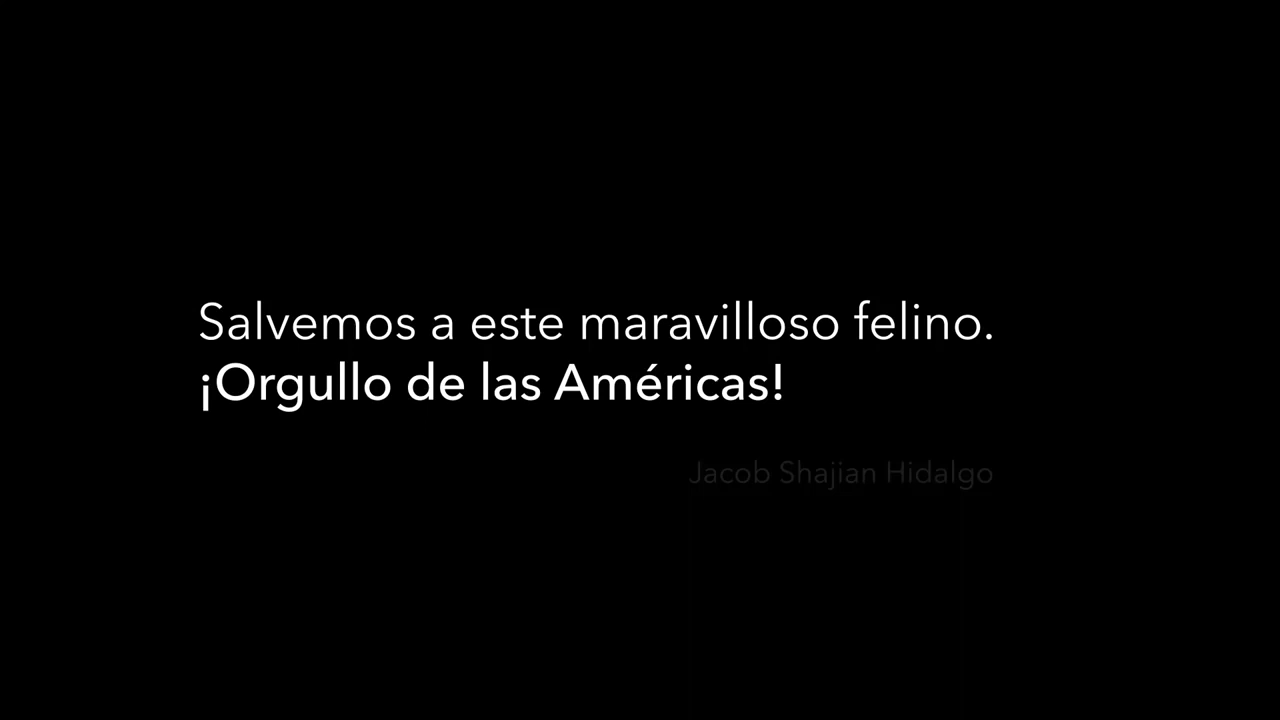 Salvemos a este maravilloso felino.
¡Orgullo de las Américas!
Jacob Shajian Hidalgo